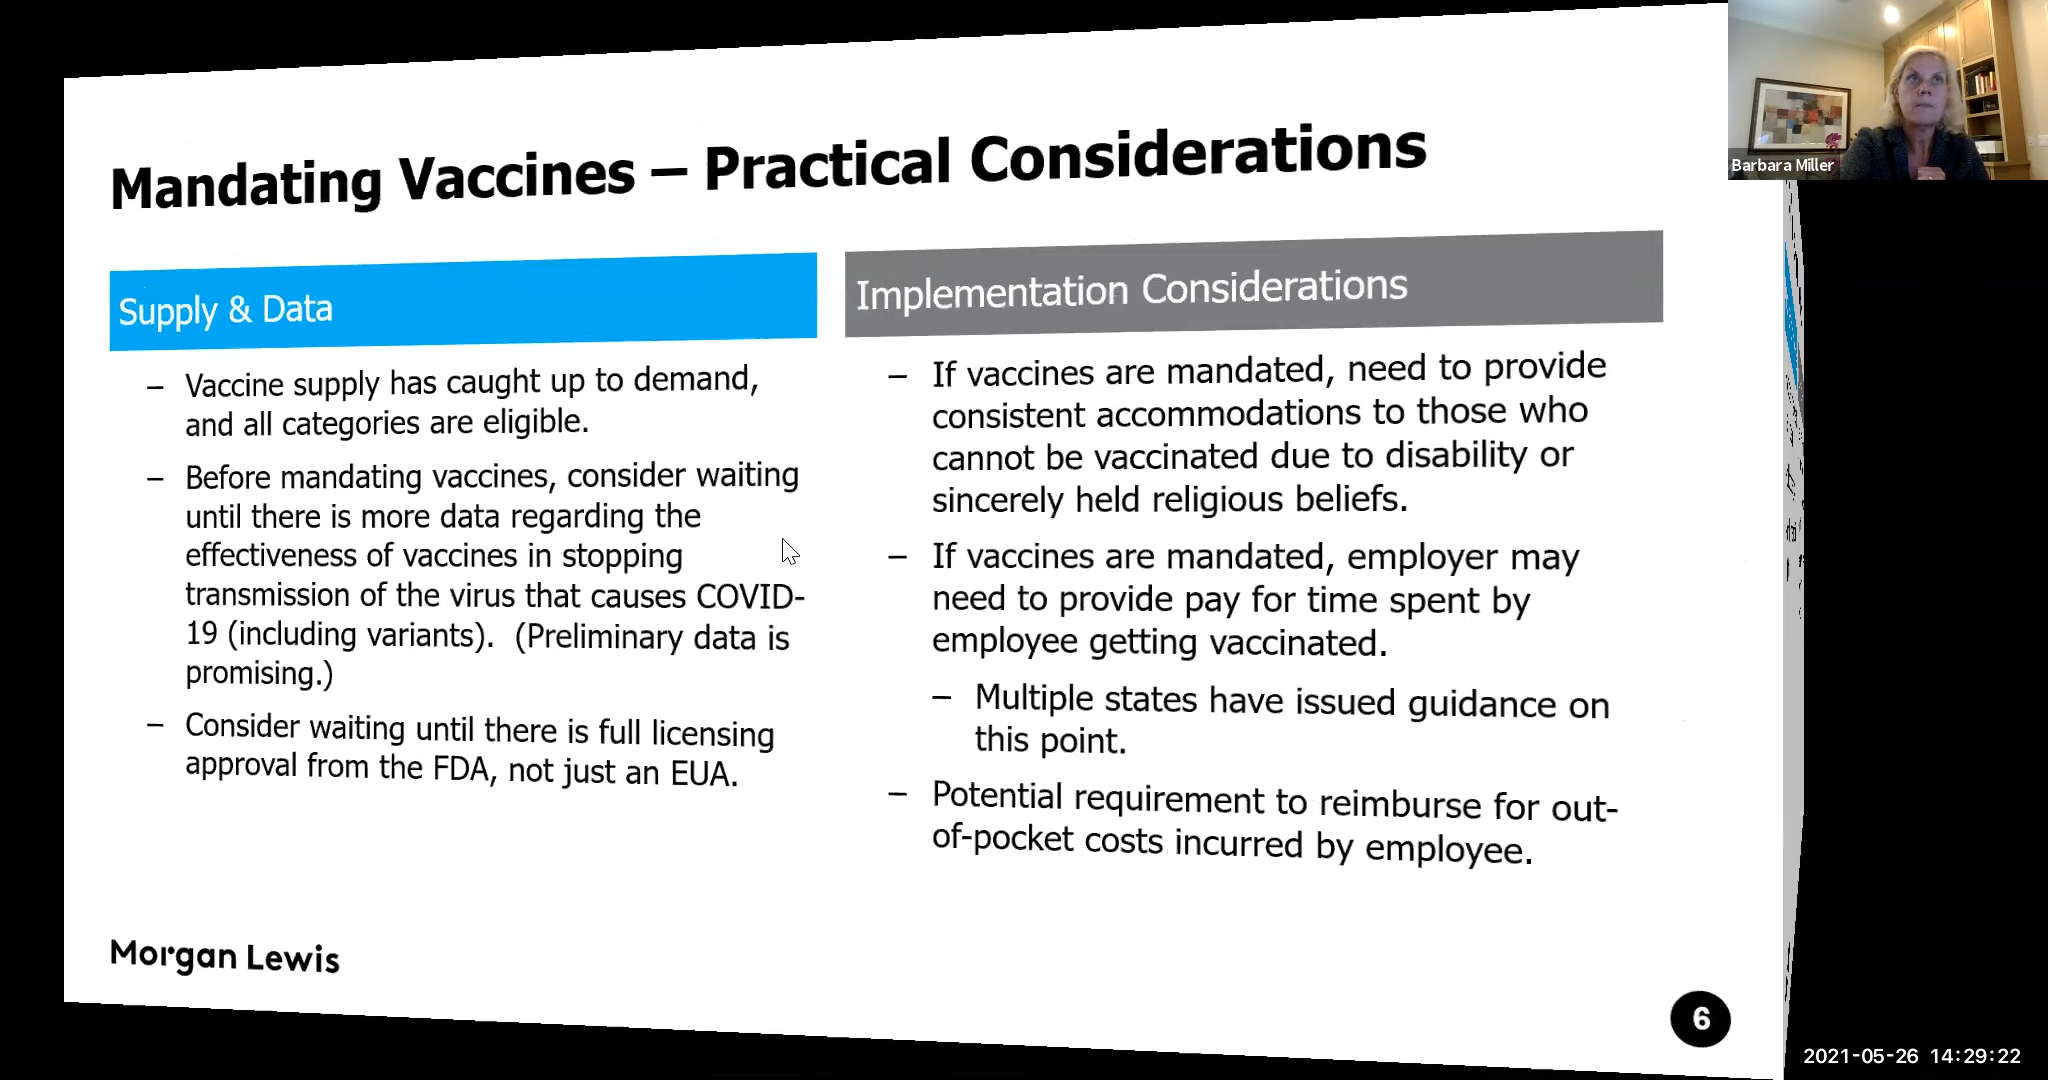 Mandating Vaccines – Practical Considerations
Supply & Data
– Vaccine supply has caught up to demand,
and all categories are eligible.
– Before mandating vaccines, consider waiting
until there is more data regarding the
effectiveness of vaccines in stopping
transmission of the virus that causes COVID-
19 (including variants).  (Preliminary data is
promising.)
– Consider waiting until there is full licensing
approval from the FDA, not just an EUA.
Implementation Considerations
– If vaccines are mandated, need to provide
consistent accommodations to those who
cannot be vaccinated due to disability or
sincerely held religious beliefs.
– If vaccines are mandated, employer may
need to provide pay for time spent by
employee getting vaccinated.
– Multiple states have issued guidance on
this point.
– Potential requirement to reimburse for out-
of-pocket costs incurred by employee.
Morgan Lewis
6
Barbara Miller
2021-05-26 14:29:22